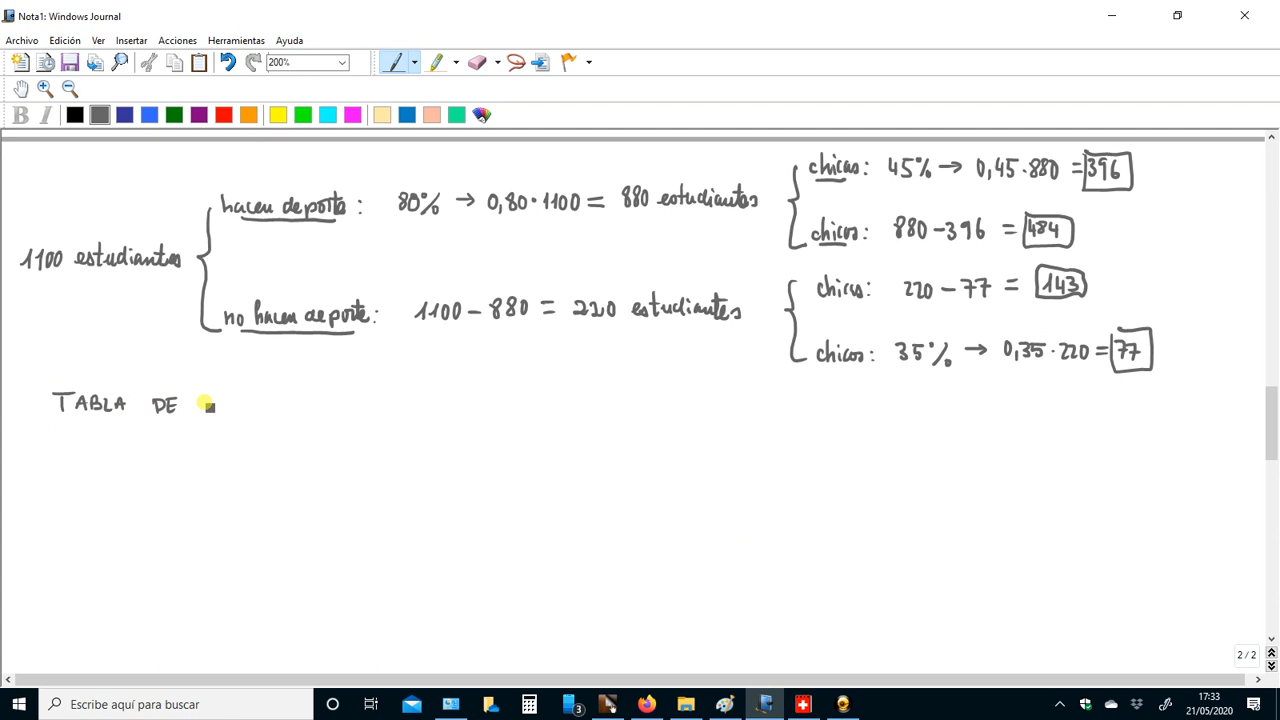 Nota1: Windows Journal
Archivo Edición Ver Insertar Acciones Herramientas Ayuda
200%
B I
1100 estudiantes
hacen deporte: 80% → 0,80·1100 = 880 estudiantes
chicas: 45% → 0,45·880 = 396
chicos: 880-396 = 484
no hacen deporte: 1100-880 = 220 estudiantes
chicas: 220-77 = 143
chicos: 35% → 0,35·220 = 77
TABLA DE
2/2
Escribe aquí para buscar
3
17:33
21/05/2020